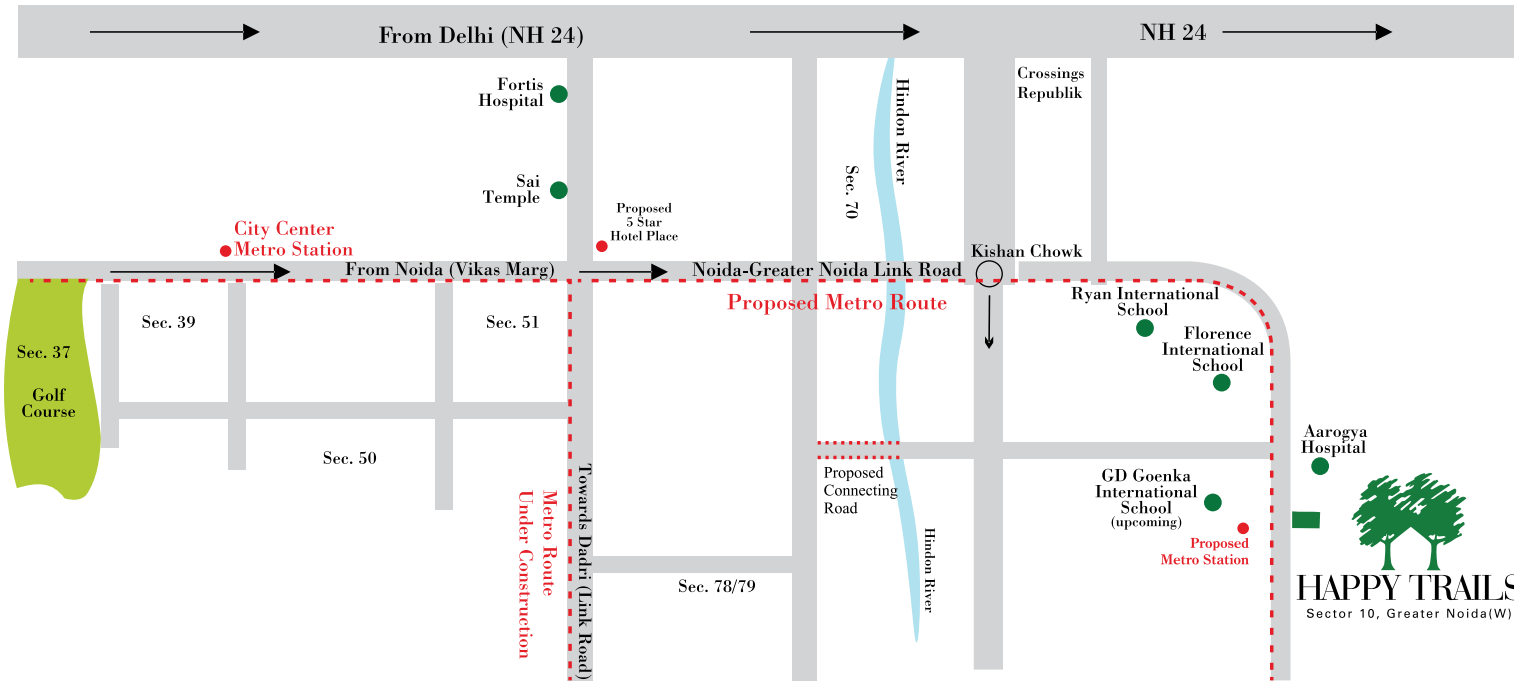 From Delhi (NH 24)
NH 24
Fortis
Hospital
Crossings
Republik
Hindon River
Sec. 70
Sai
Temple
Proposed
5 Star
Hotel Place
City Center
Metro Station
Kishan Chowk
From Noida (Vikas Marg)
Noida-Greater Noida Link Road
Proposed Metro Route
Ryan International
School
Sec. 39
Sec. 51
Florence
International
School
Sec. 37
Golf
Course
Sec. 50
Aarogya
Hospital
Proposed
Connecting
Road
GD Goenka
International
School
(upcoming)
Metro Route
Under Construction
Towards Dadri (Link Road)
Proposed
Metro Station
Hindon River
Sec. 78/79
HAPPY TRAILS
Sector 10, Greater Noida(W)